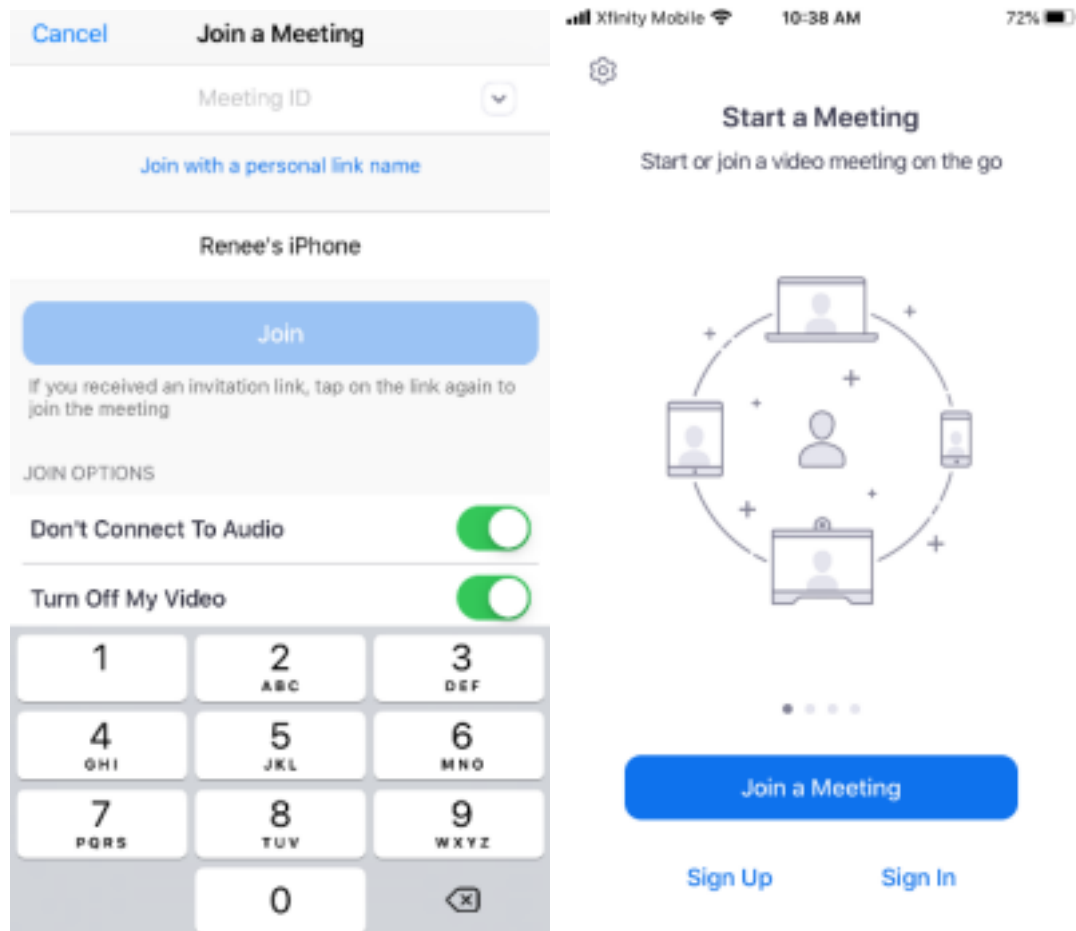 Cancel
Join a Meeting
Meeting ID
Join with a personal link name
Renee's iPhone
Join
If you received an invitation link, tap on the link again to
join the meeting
JOIN OPTIONS
Don't Connect To Audio
Turn Off My Video
1
2
ABC
3
DEF
4
GHI
5
JKL
6
MNO
7
PQRS
8
TUV
9
WXYZ
0
Xfinity Mobile
10:38 AM
72%
Start a Meeting
Start or join a video meeting on the go
Join a Meeting
Sign Up
Sign In